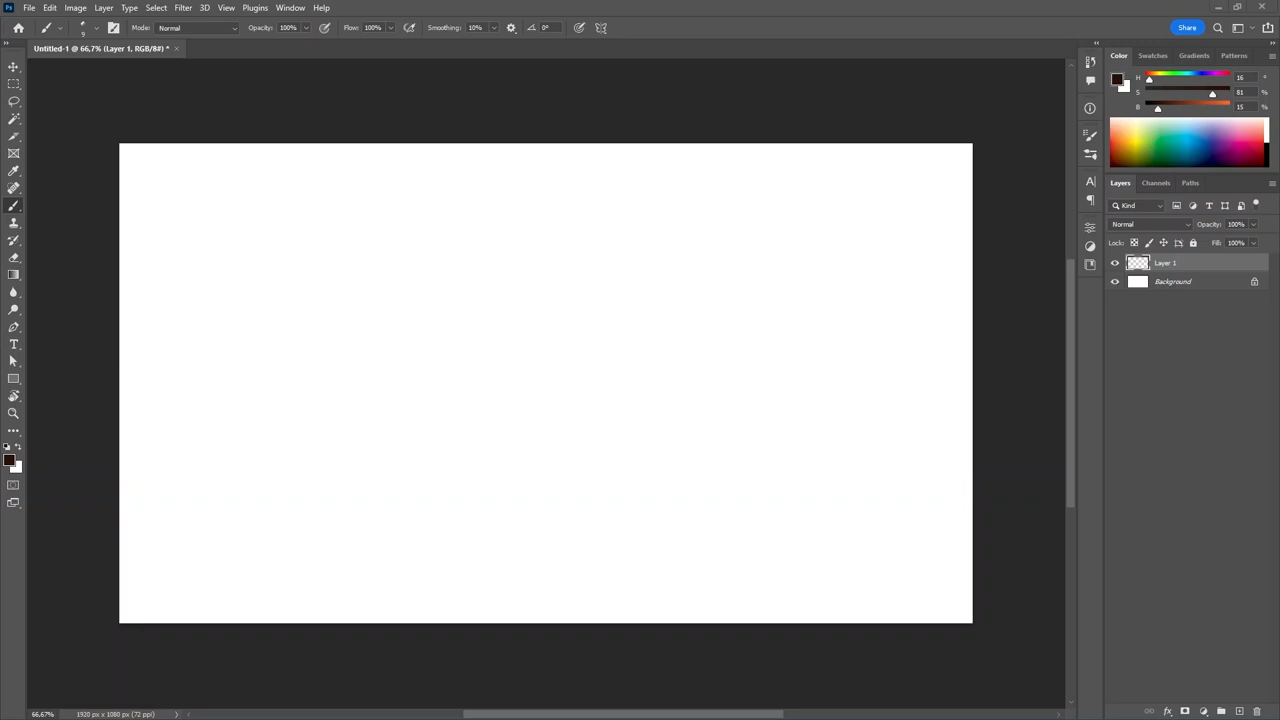 Ps File Edit Image Layer Type Select Filter 3D View Plugins Window Help
9 Mode: Normal Opacity: 100% Flow: 100% Smoothing: 10% 0° Share
Untitled-1 @ 66,7% (Layer 1, RGB/8#) * ×
Color Swatches Gradients Patterns
H 16 °
S 81 %
B 15 %
Layers Channels Paths
Kind
Normal Opacity: 100%
Lock: Fill: 100%
Layer 1
Background
66,67% 1920 px x 1080 px (72 ppi)